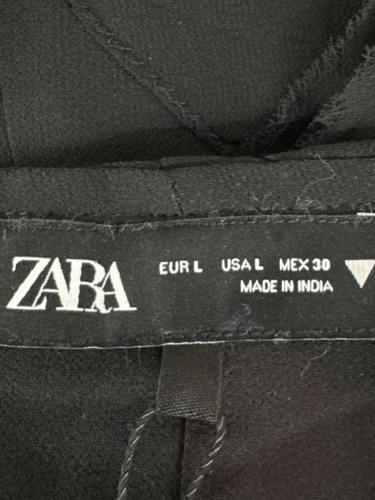 ZARA
EUR L USA L MEX 30
MADE IN INDIA